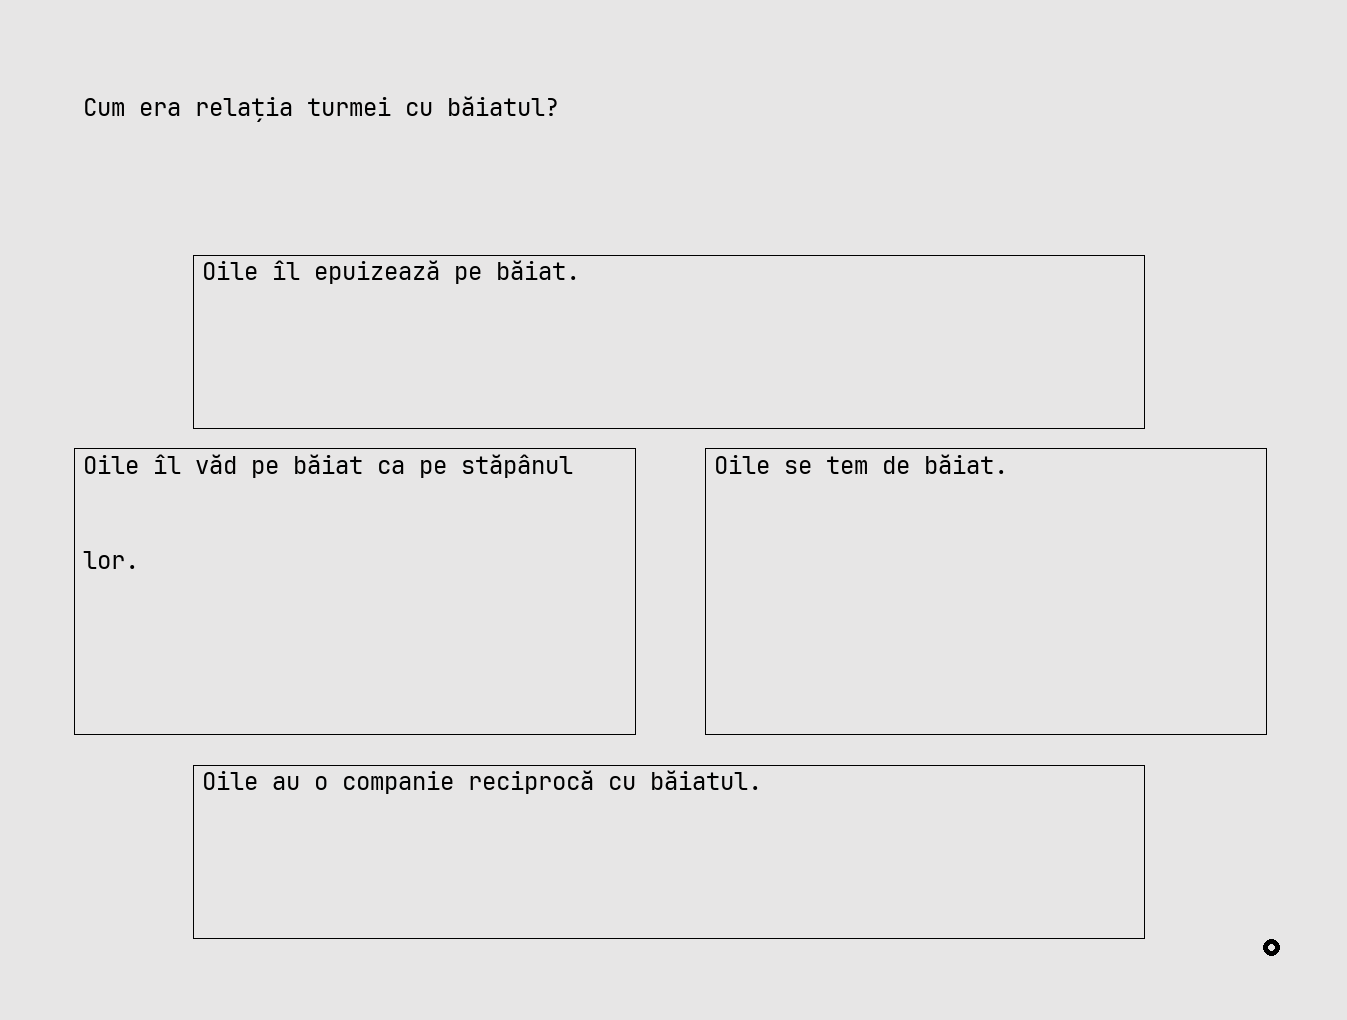 Cum era relația turmei cu băiatul?
Oile îl epuizează pe băiat.
Oile îl văd pe băiat ca pe stăpânul
lor.
Oile se tem de băiat.
Oile au o companie reciprocă cu băiatul.